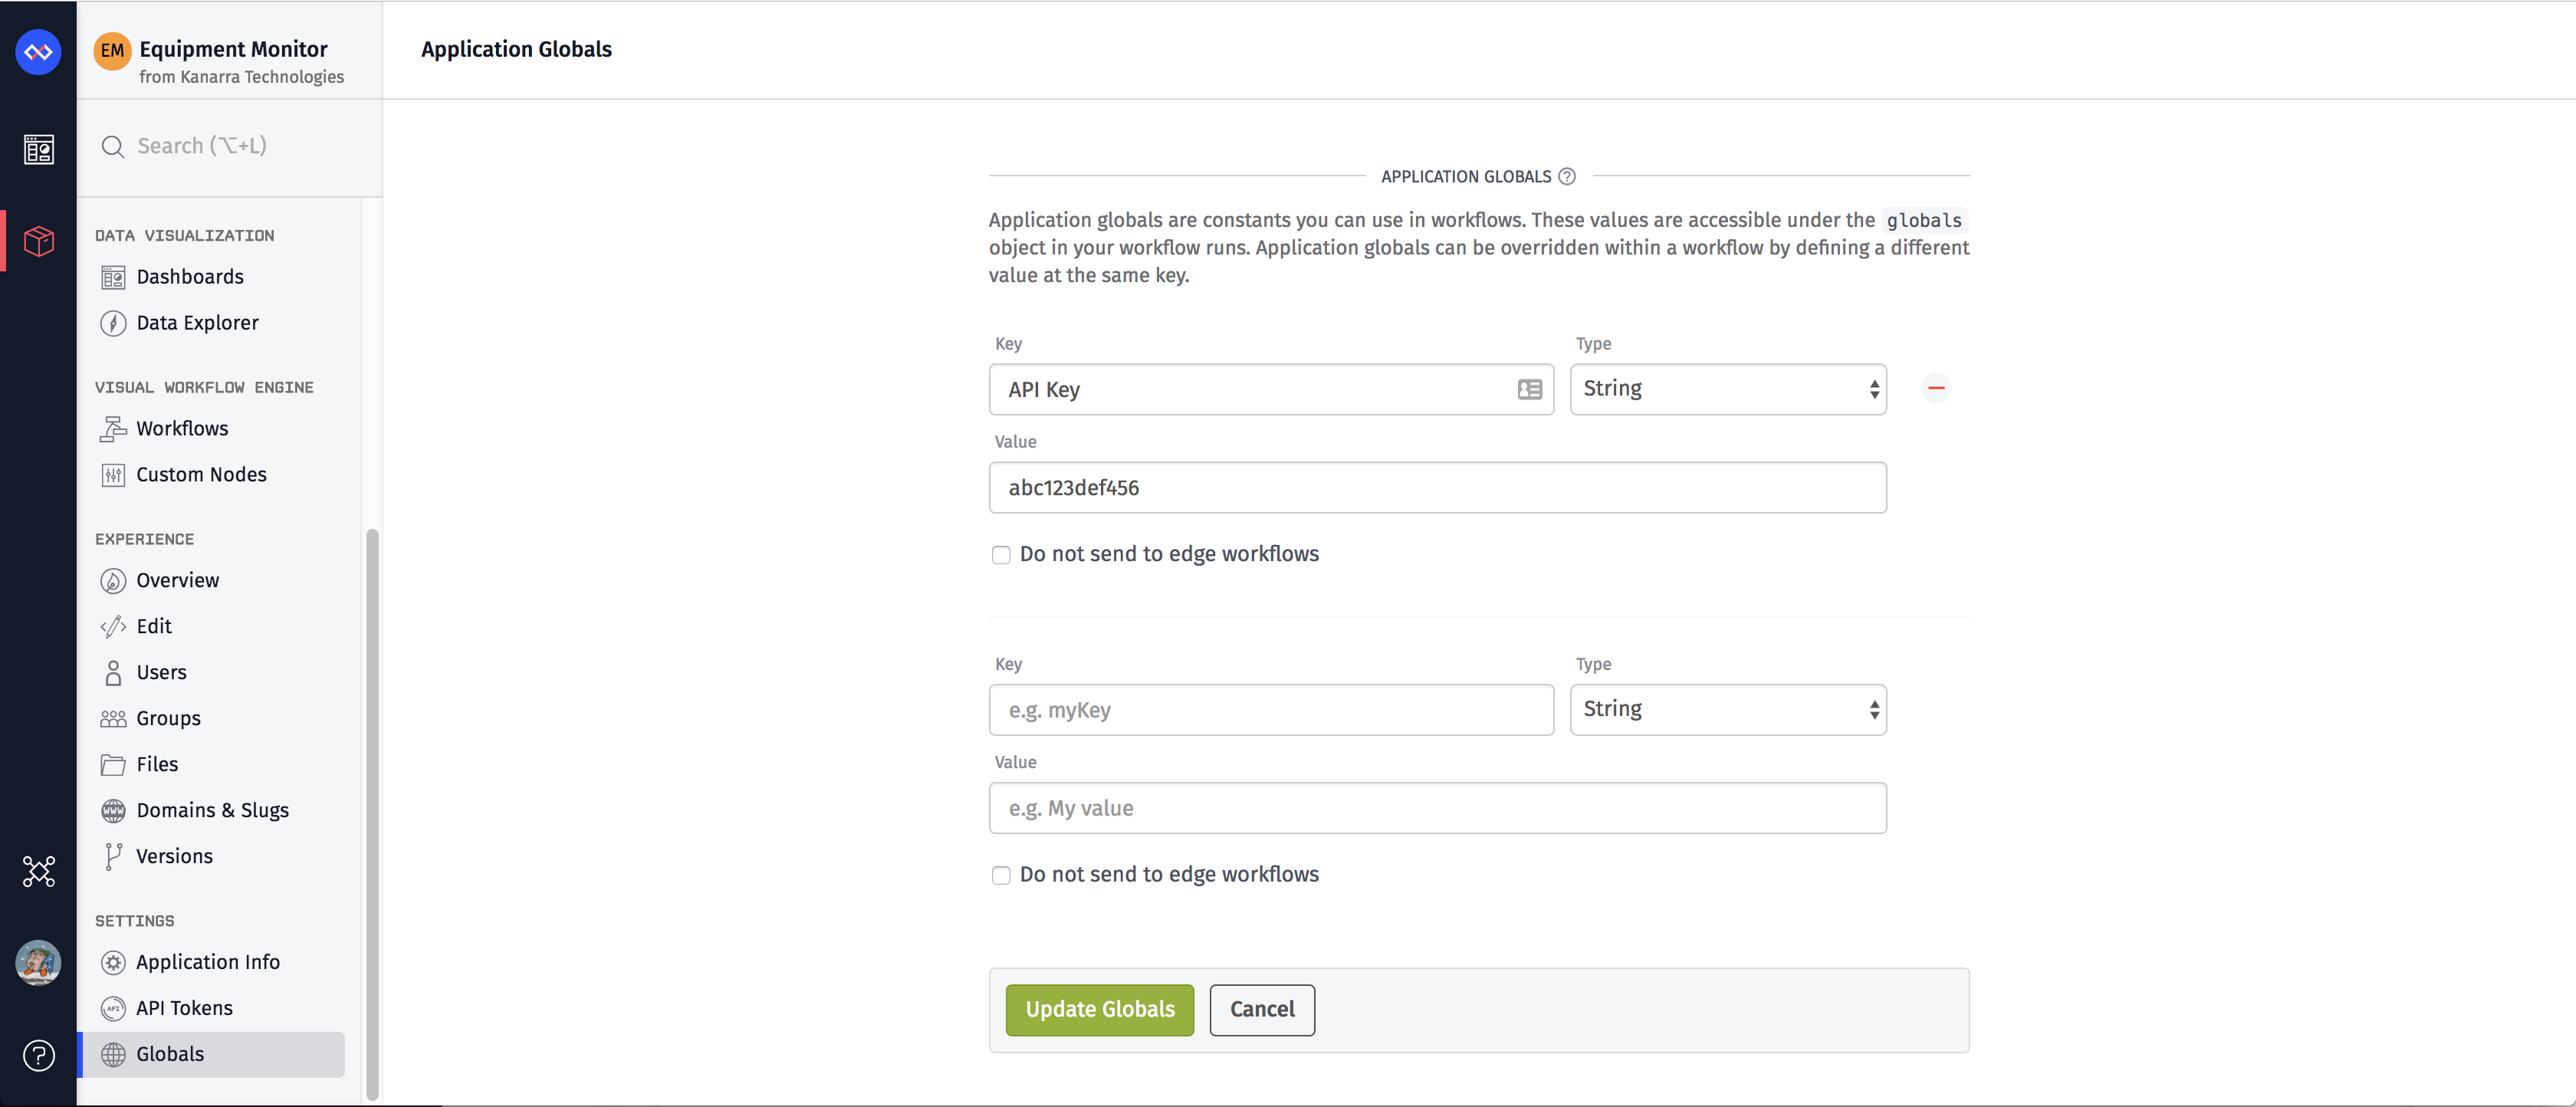 EM
Equipment Monitor
from Kanarra Technologies
Search (⌥+L)
DATA VISUALIZATION
Dashboards
Data Explorer
VISUAL WORKFLOW ENGINE
Workflows
Custom Nodes
EXPERIENCE
Overview
Edit
Users
Groups
Files
Domains & Slugs
Versions
SETTINGS
Application Info
API Tokens
Globals
Application Globals
APPLICATION GLOBALS ?
Application globals are constants you can use in workflows. These values are accessible under the globals
object in your workflow runs. Application globals can be overridden within a workflow by defining a different
value at the same key.
Key Type
API Key String
Value
abc123def456
Do not send to edge workflows
Key Type
e.g. myKey String
Value
e.g. My value
Do not send to edge workflows
Update Globals Cancel